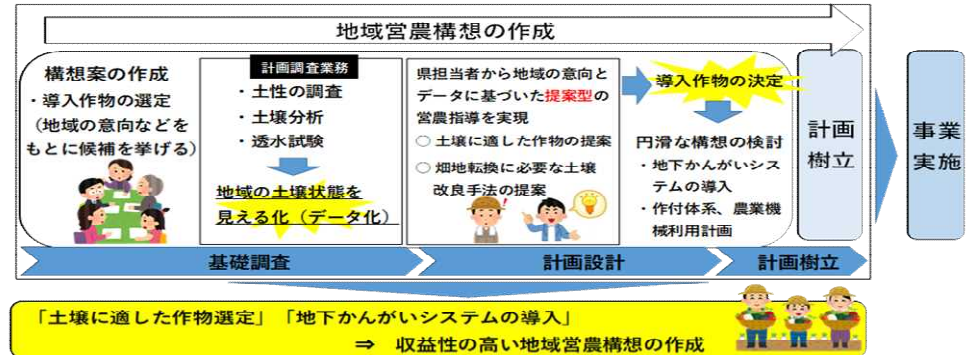 地域営農構想の作成
構想案の作成
・導入作物の選定
（地域の意向などを
もとに候補を挙げる）
計画調査業務
・土性の調査
・土壌分析
・透水試験
地域の土壌状態を
見える化（データ化）
県担当者から地域の意向と
データに基づいた提案型の
営農指導を実現
○ 土壌に適した作物の提案
○ 畑地転換に必要な土壌
改良手法の提案
導入作物の決定
円滑な構想の検討
・地下かんがいシス
テムの導入
・作付体系、農業機
械利用計画
計画
樹立
事業
実施
基礎調査
計画設計
計画樹立
「土壌に適した作物選定」「地下かんがいシステムの導入」
⇒ 収益性の高い地域営農構想の作成